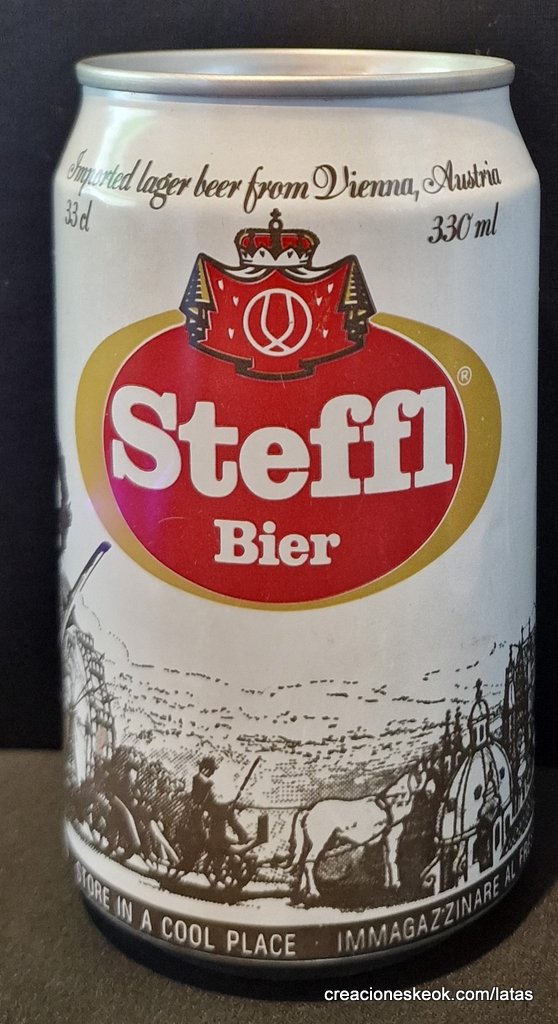 Imported lager beer from Vienna, Austria
33 cl
330 ml
®
Steffl
Bier
STORE IN A COOL PLACE · IMMAGAZZINARE AL
creacioneskeok.com/latas